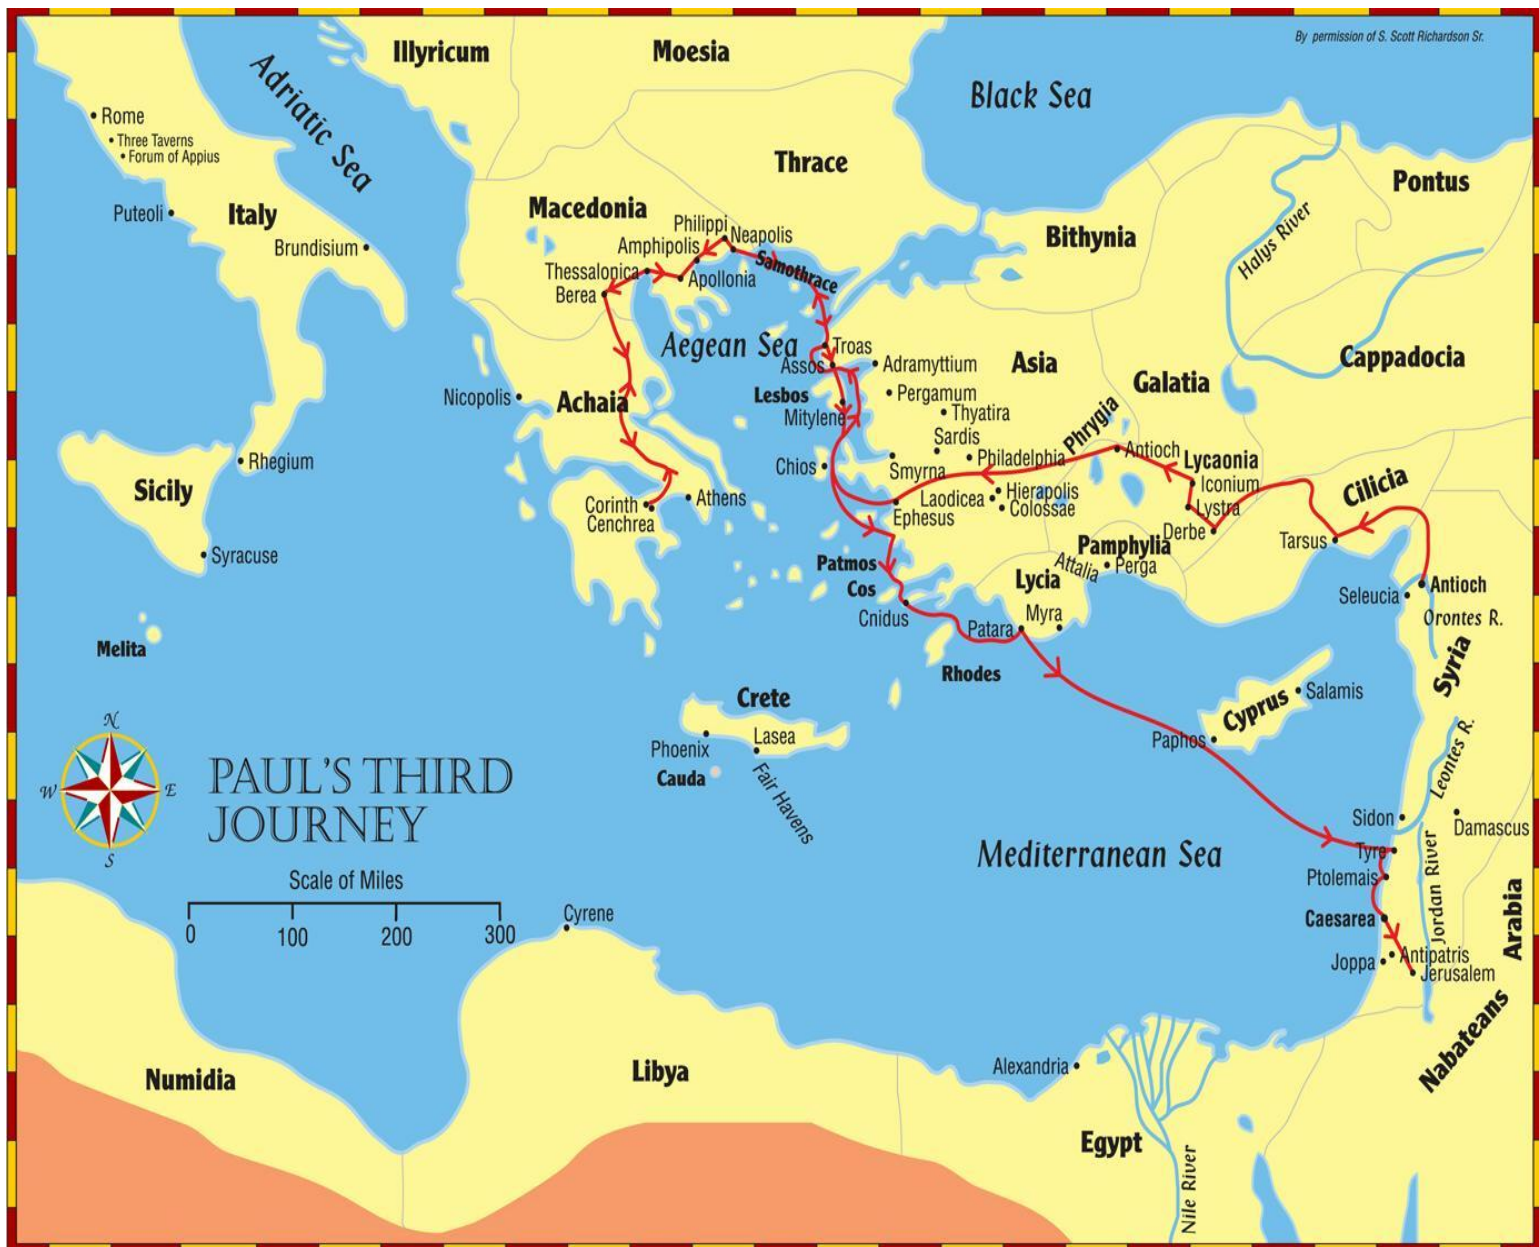 By permission of S. Scott Richardson Sr.
Illyricum
Moesia
Adriatic Sea
Black Sea
Rome
Three Taverns
Forum of Appius
Thrace
Pontus
Puteoli
Italy
Macedonia
Philippi
Neapolis
Bithynia
Halys River
Brundisium
Amphipolis
Samothrace
Thessalonica
Apollonia
Berea
Aegean Sea
Troas
Assos
Adramyttium
Asia
Cappadocia
Galatia
Nicopolis
Achaia
Lesbos
Pergamum
Mitylene
Thyatira
Phrygia
Sardis
Rhegium
Chios
Smyrna
Philadelphia
Antioch
Lycaonia
Iconium
Cilicia
Sicily
Corinth
Cenchrea
Athens
Ephesus
Laodicea
Hierapolis
Colossae
Lystra
Derbe
Tarsus
Syracuse
Patmos
Cos
Cnidus
Pamphylia
Attalia
Perga
Lycia
Myra
Patara
Seleucia
Antioch
Orontes R.
Syria
Melita
Rhodes
Crete
Phoenix
Lasea
Cauda
Fair Havens
Cyprus
Salamis
Paphos
Leontes R.
N
W
E
S
PAUL'S THIRD
JOURNEY
Sidon
Damascus
Mediterranean Sea
Tyre
Ptolemais
Jordan River
Scale of Miles
0
100
200
300
Cyrene
Caesarea
Arabia
Joppa
Antipatris
Jerusalem
Nabateans
Numidia
Libya
Alexandria
Egypt
Nile River